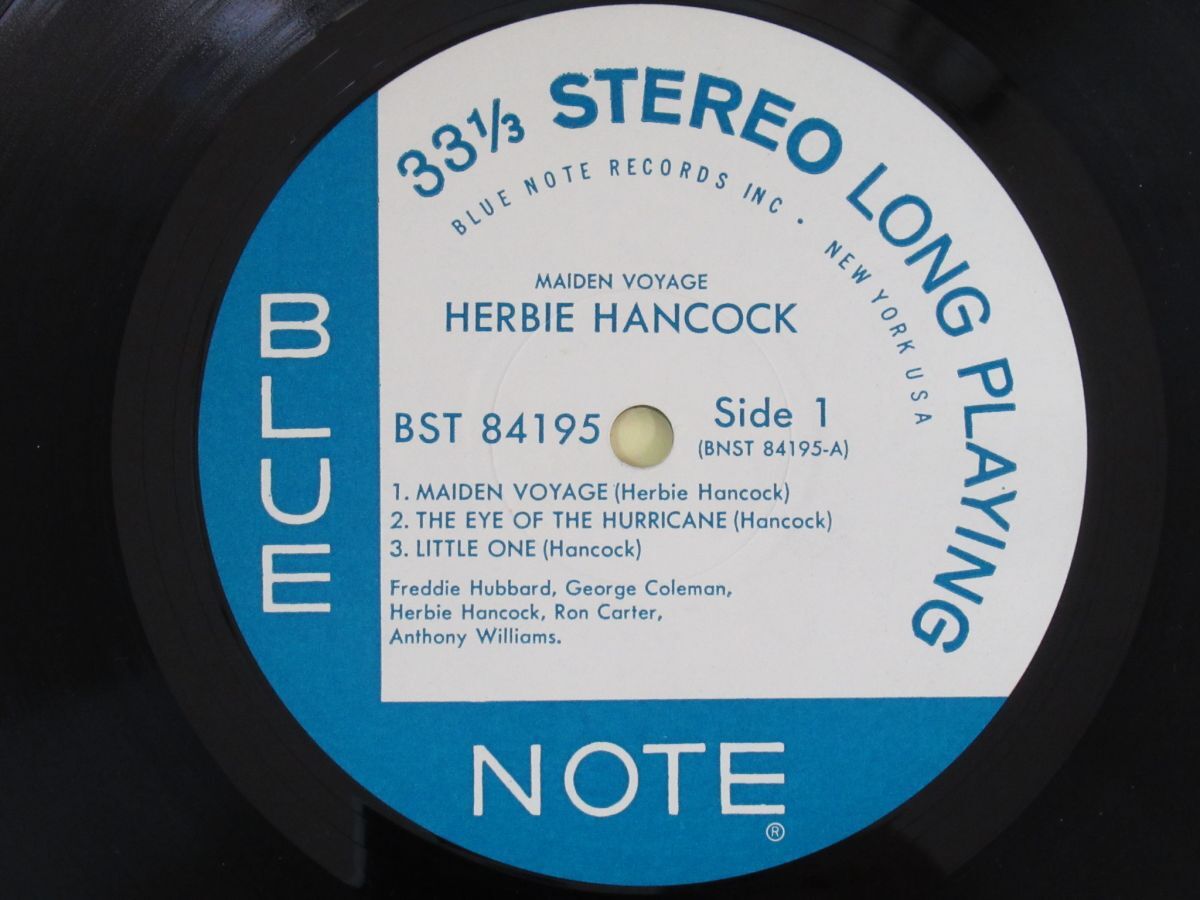 33⅓ STEREO LONG PLAYING
BLUE NOTE RECORDS INC · NEW YORK USA
MAIDEN VOYAGE
HERBIE HANCOCK
BST 84195
Side 1
(BNST 84195-A)
1. MAIDEN VOYAGE (Herbie Hancock)
2. THE EYE OF THE HURRICANE (Hancock)
3. LITTLE ONE (Hancock)
Freddie Hubbard, George Coleman,
Herbie Hancock, Ron Carter,
Anthony Williams.
BLUE
NOTE
®